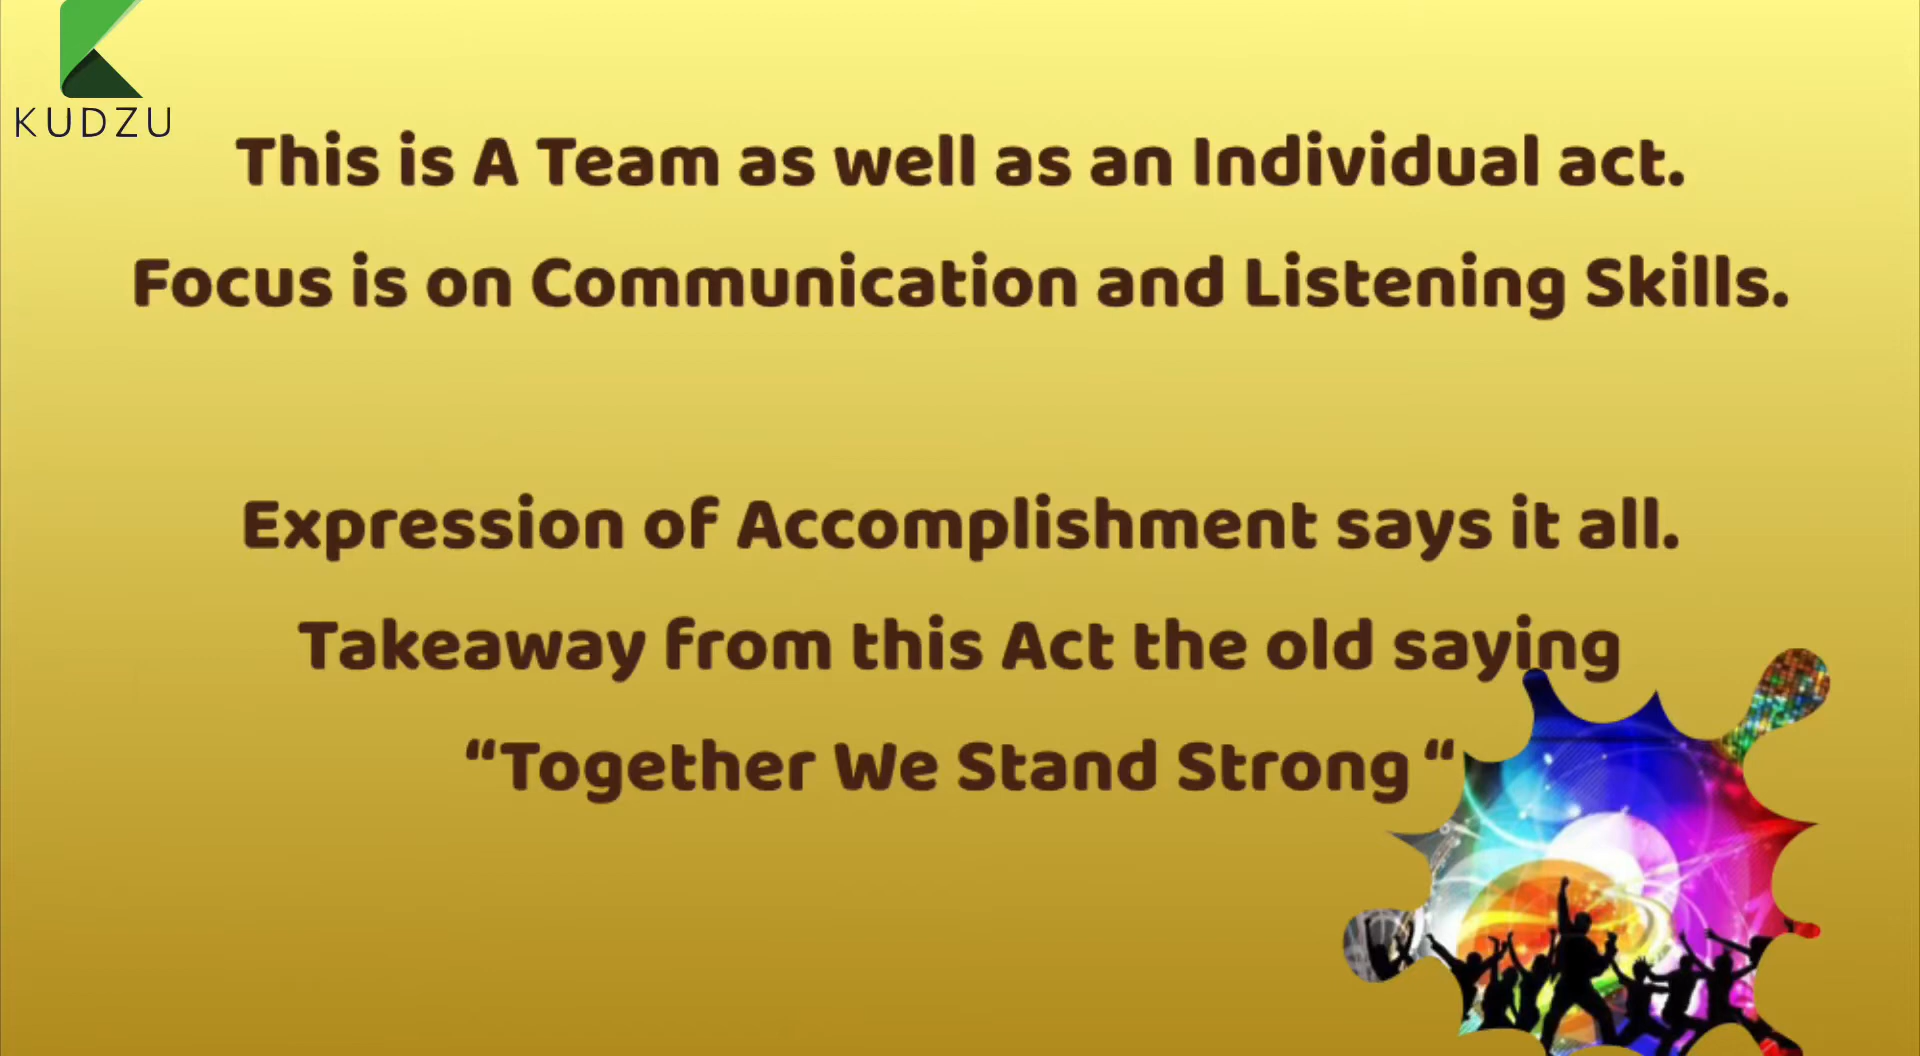 KUDZU
This is A Team as well as an Individual act.
Focus is on Communication and Listening Skills.
Expression of Accomplishment says it all.
Takeaway from this Act the old saying
“Together We Stand Strong “